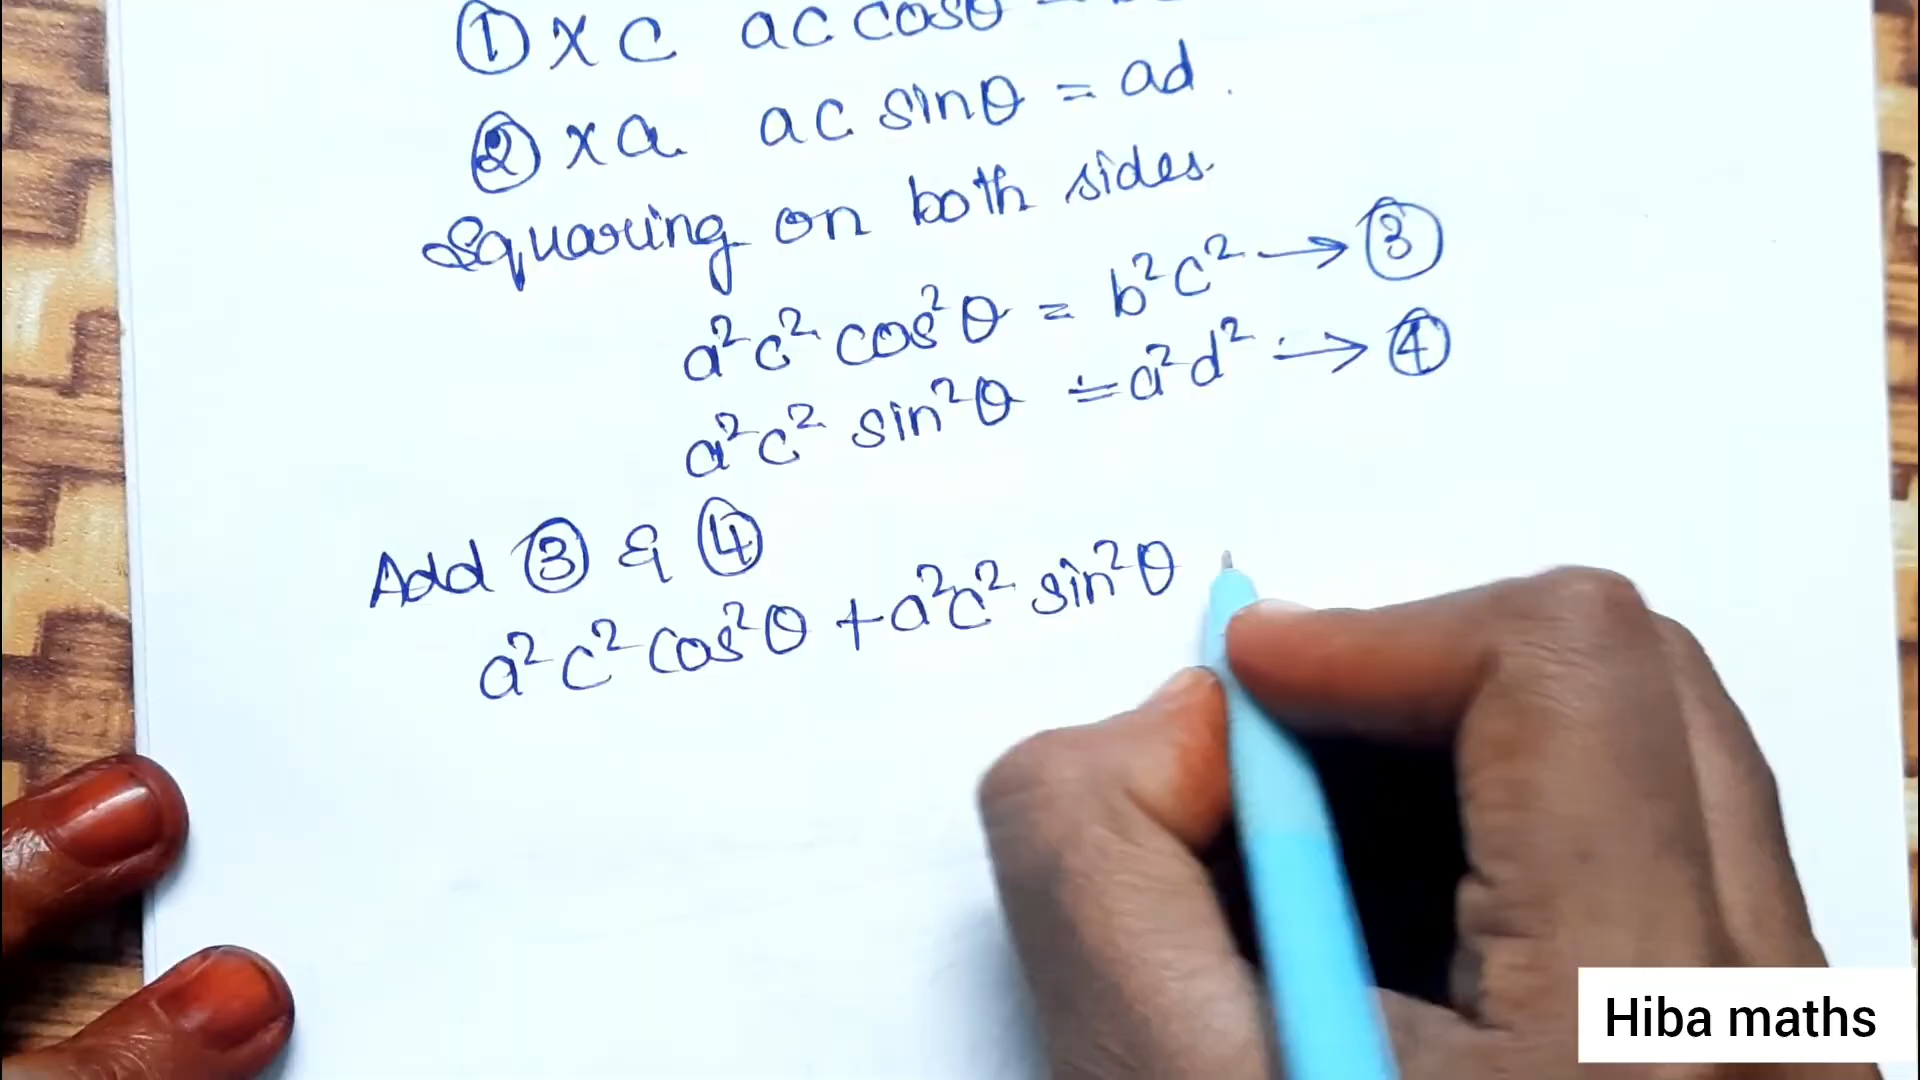 ① × c ac cosθ
② × a ac sinθ = ad.
Squaring on both sides.
a²c² cos²θ = b²c² → ③
a²c² sin²θ = a²d² → ④
Add ③ & ④
a²c² cos²θ + a²c² sin²θ
Hiba maths